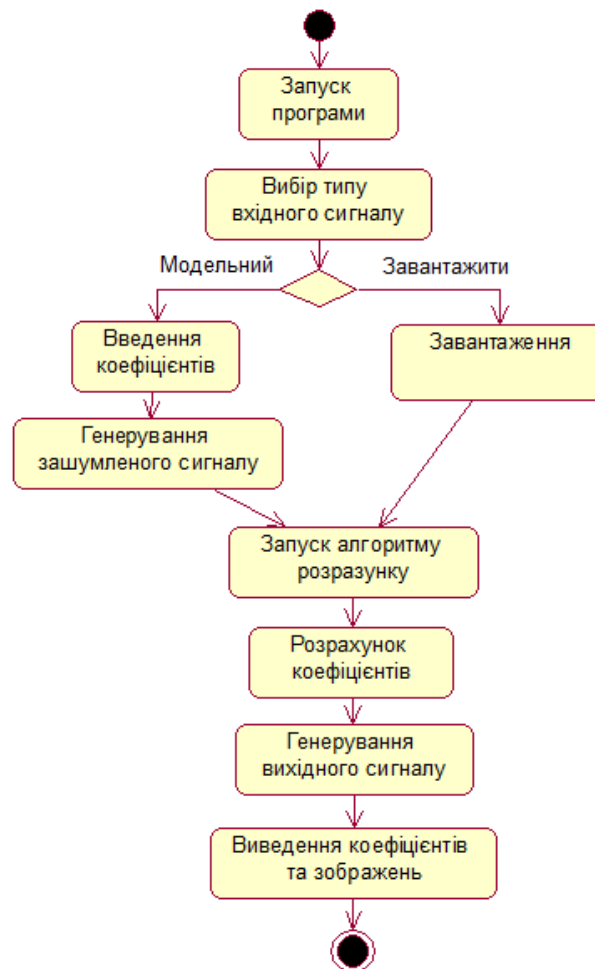 Запуск
програми
Вибір типу
вхідного сигналу
Модельний
Завантажити
Введення
коефіцієнтів
Завантаження
Генерування
зашумленого сигналу
Запуск алгоритму
розразунку
Розрахунок
коефіцієнтів
Генерування
вихідного сигналу
Виведення коефіцієнтів
та зображень